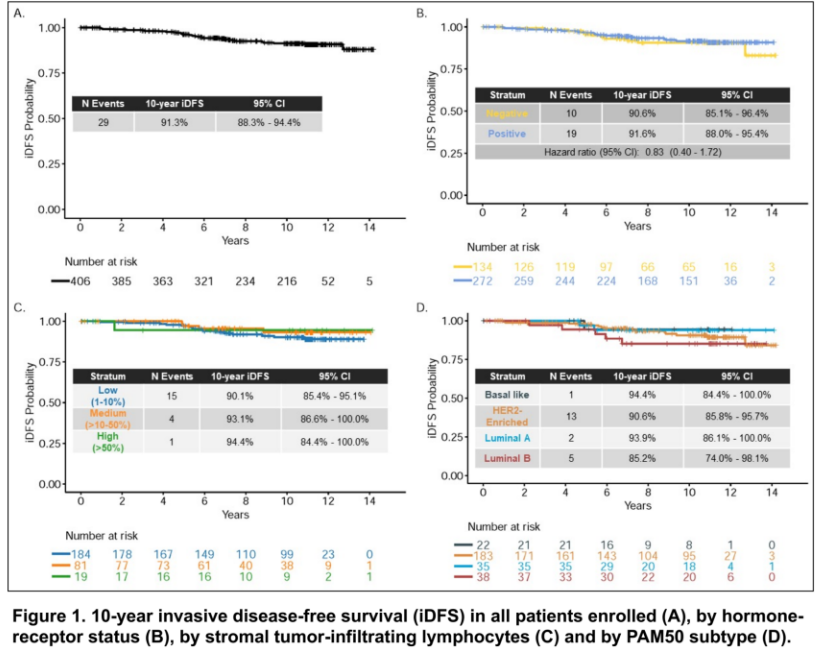 A.
1.00
0.75
0.50
0.25
0.00
iDFS Probability
N Events 10-year iDFS 95% CI
29 91.3% 88.3% - 94.4%
0 2 4 6 8 10 12 14
Years
Number at risk
406 385 363 321 234 216 52 5
B.
1.00
0.75
0.50
0.25
0.00
iDFS Probability
Stratum N Events 10-year iDFS 95% CI
Negative 10 90.6% 85.1% - 96.4%
Positive 19 91.6% 88.0% - 95.4%
Hazard ratio (95% CI): 0.83 (0.40 - 1.72)
0 2 4 6 8 10 12 14
Years
Number at risk
134 126 119 97 66 65 16 3
272 259 244 224 168 151 36 2
C.
1.00
0.75
0.50
0.25
0.00
iDFS Probability
Stratum N Events 10-year iDFS 95% CI
Low
(1-10%) 15 90.1% 85.4% - 95.1%
Medium
(>10-50%) 4 93.1% 86.6% - 100.0%
High
(>50%) 1 94.4% 84.4% - 100.0%
0 2 4 6 8 10 12 14
Years
Number at risk
184 178 167 149 110 99 23 0
81 77 73 61 40 38 9 1
19 17 16 16 10 9 2 1
D.
1.00
0.75
0.50
0.25
0.00
iDFS Probability
Stratum N Events 10-year iDFS 95% CI
Basal like 1 94.4% 84.4% - 100.0%
HER2-
Enriched 13 90.6% 85.8% - 95.7%
Luminal A 2 93.9% 86.1% - 100.0%
Luminal B 5 85.2% 74.0% - 98.1%
0 2 4 6 8 10 12 14
Years
Number at risk
22 21 21 16 9 8 1 0
183 171 161 143 104 95 27 3
35 35 35 29 20 18 4 1
38 37 33 30 22 20 6 0
Figure 1. 10-year invasive disease-free survival (iDFS) in all patients enrolled (A), by hormone-
receptor status (B), by stromal tumor-infiltrating lymphocytes (C) and by PAM50 subtype (D).